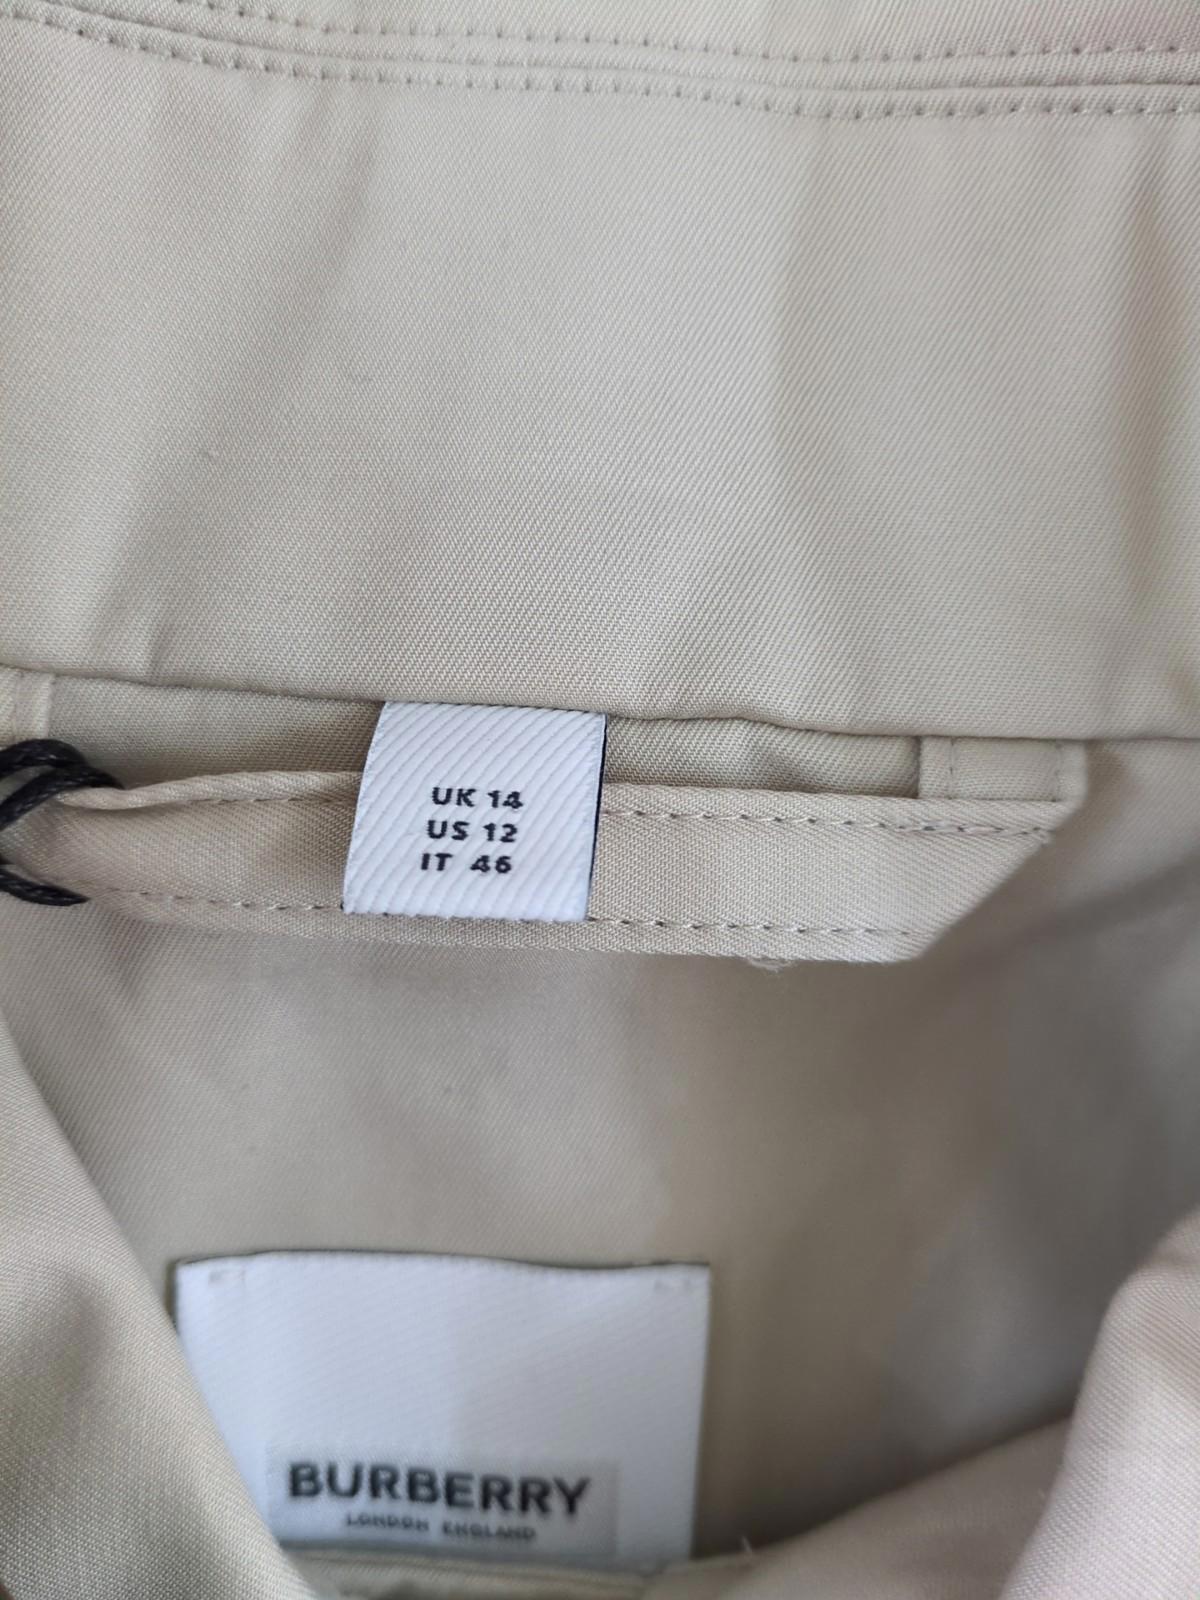 UK 14
US 12
IT 46
BURBERRY
LONDON ENGLAND